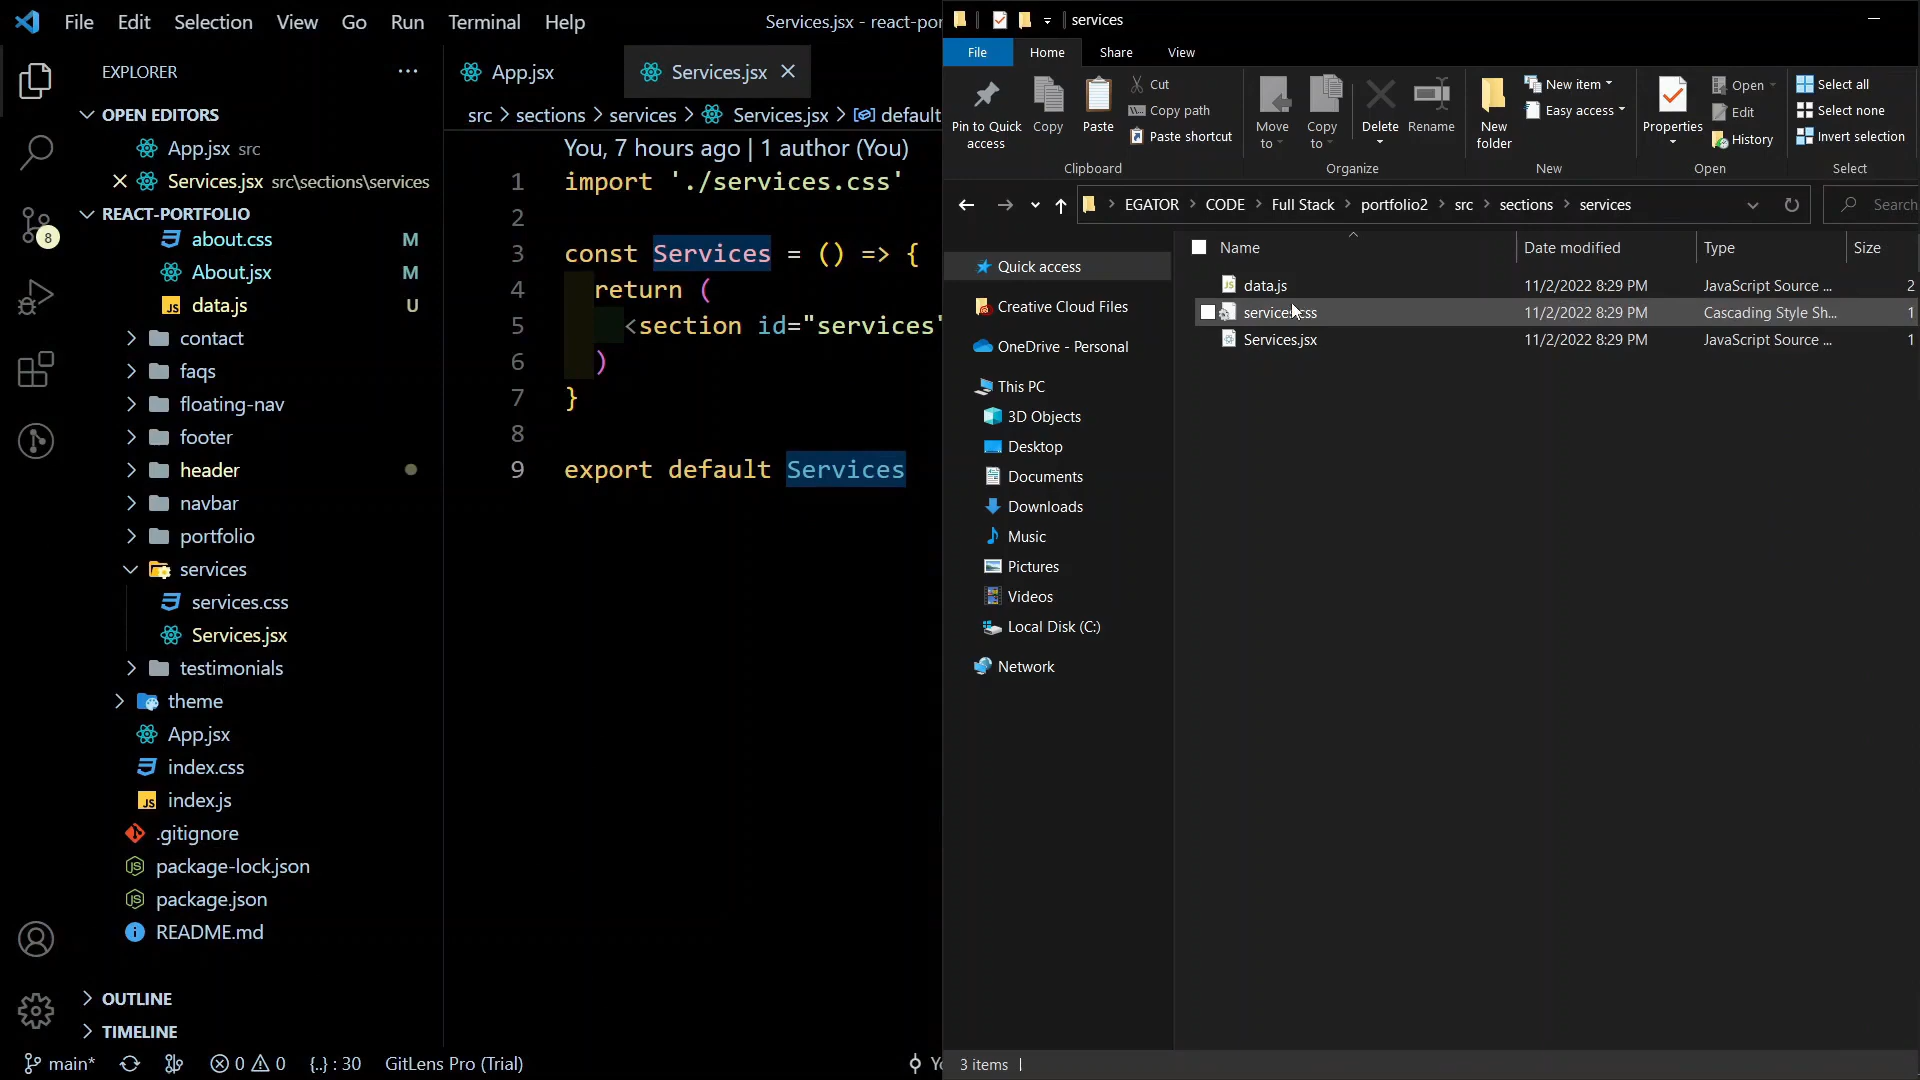 File Edit Selection View Go Run Terminal Help
Services.jsx - react-por
EXPLORER
OPEN EDITORS
App.jsx src
Services.jsx src\sections\services
REACT-PORTFOLIO
about.css M
About.jsx M
data.js U
contact
faqs
floating-nav
footer
header
navbar
portfolio
services
services.css
Services.jsx
testimonials
theme
App.jsx
index.css
index.js
.gitignore
package-lock.json
package.json
README.md
OUTLINE
TIMELINE
8
App.jsx
Services.jsx
src > sections > services > Services.jsx > default
You, 7 hours ago | 1 author (You)
1 import './services.css'
2
3 const Services = () => {
4 return (
5 <section id="services"
6 )
7 }
8
9 export default Services
main* 0 0 {..} : 30 GitLens Pro (Trial)
services
File Home Share View
Pin to Quick access
Copy
Paste
Cut
Copy path
Paste shortcut
Clipboard
Move to
Copy to
Delete
Rename
Organize
New folder
New item
Easy access
New
Properties
Open
Edit
History
Open
Select all
Select none
Invert selection
Select
EGATOR > CODE > Full Stack > portfolio2 > src > sections > services
Search
Quick access
Creative Cloud Files
OneDrive - Personal
This PC
3D Objects
Desktop
Documents
Downloads
Music
Pictures
Videos
Local Disk (C:)
Network
Name Date modified Type Size
data.js 11/2/2022 8:29 PM JavaScript Source ... 2
services.css 11/2/2022 8:29 PM Cascading Style Sh... 1
Services.jsx 11/2/2022 8:29 PM JavaScript Source ... 1
3 items